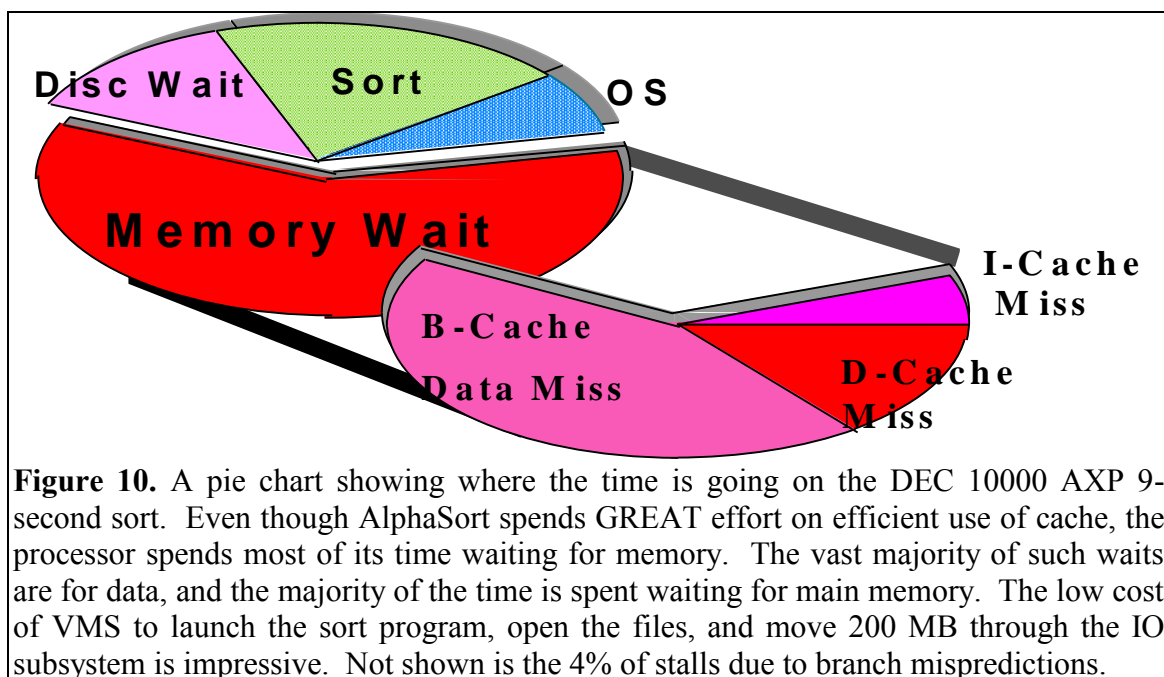 Disc Wait
Sort
OS
Memory Wait
I-Cache
Miss
B-Cache
Data Miss
D-Cache
Miss
Figure 10. A pie chart showing where the time is going on the DEC 10000 AXP 9-
second sort. Even though AlphaSort spends GREAT effort on efficient use of cache, the
processor spends most of its time waiting for memory. The vast majority of such waits
are for data, and the majority of the time is spent waiting for main memory. The low cost
of VMS to launch the sort program, open the files, and move 200 MB through the IO
subsystem is impressive. Not shown is the 4% of stalls due to branch mispredictions.